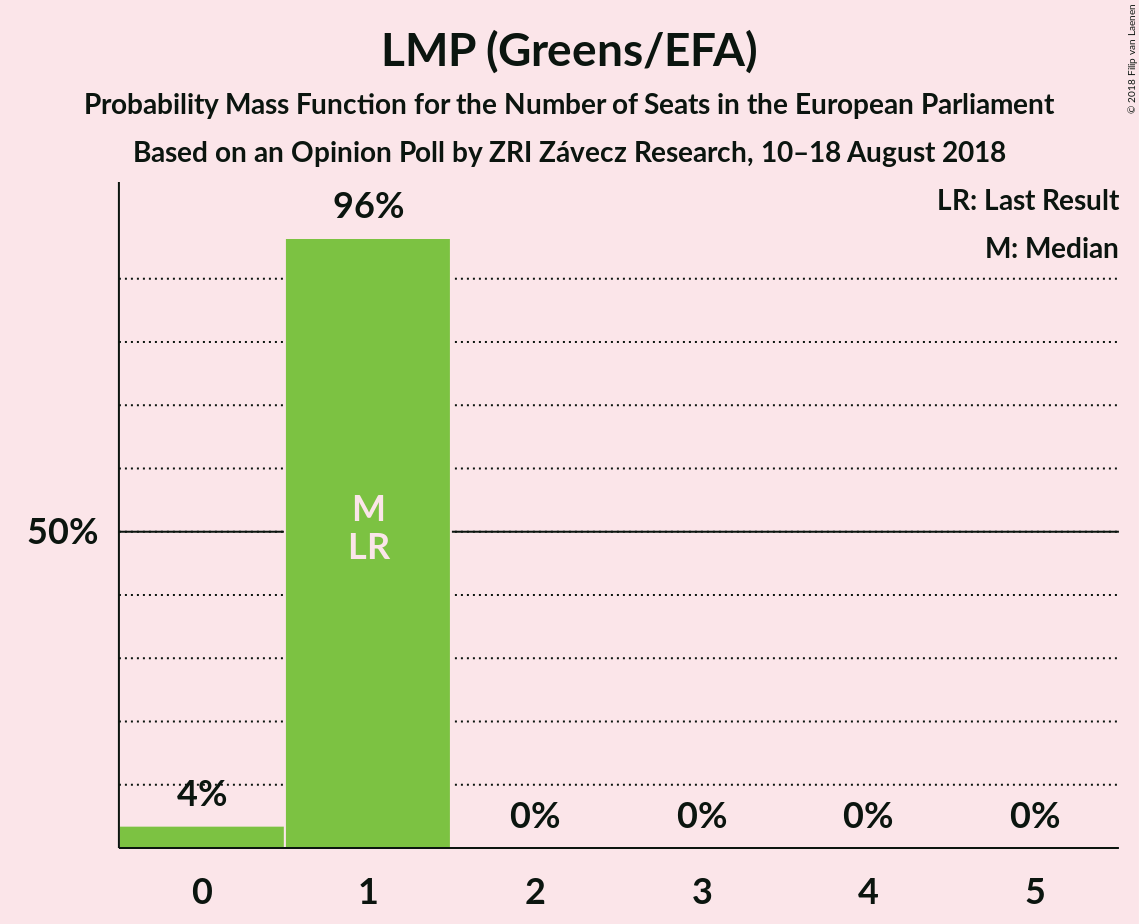 LMP (Greens/EFA)
Probability Mass Function for the Number of Seats in the European Parliament
Based on an Opinion Poll by ZRI Závecz Research, 10–18 August 2018
© 2018 Filip van Laenen
LR: Last Result
M: Median
96%
M
LR
50%
4%
0%
0%
0%
0%
0
1
2
3
4
5